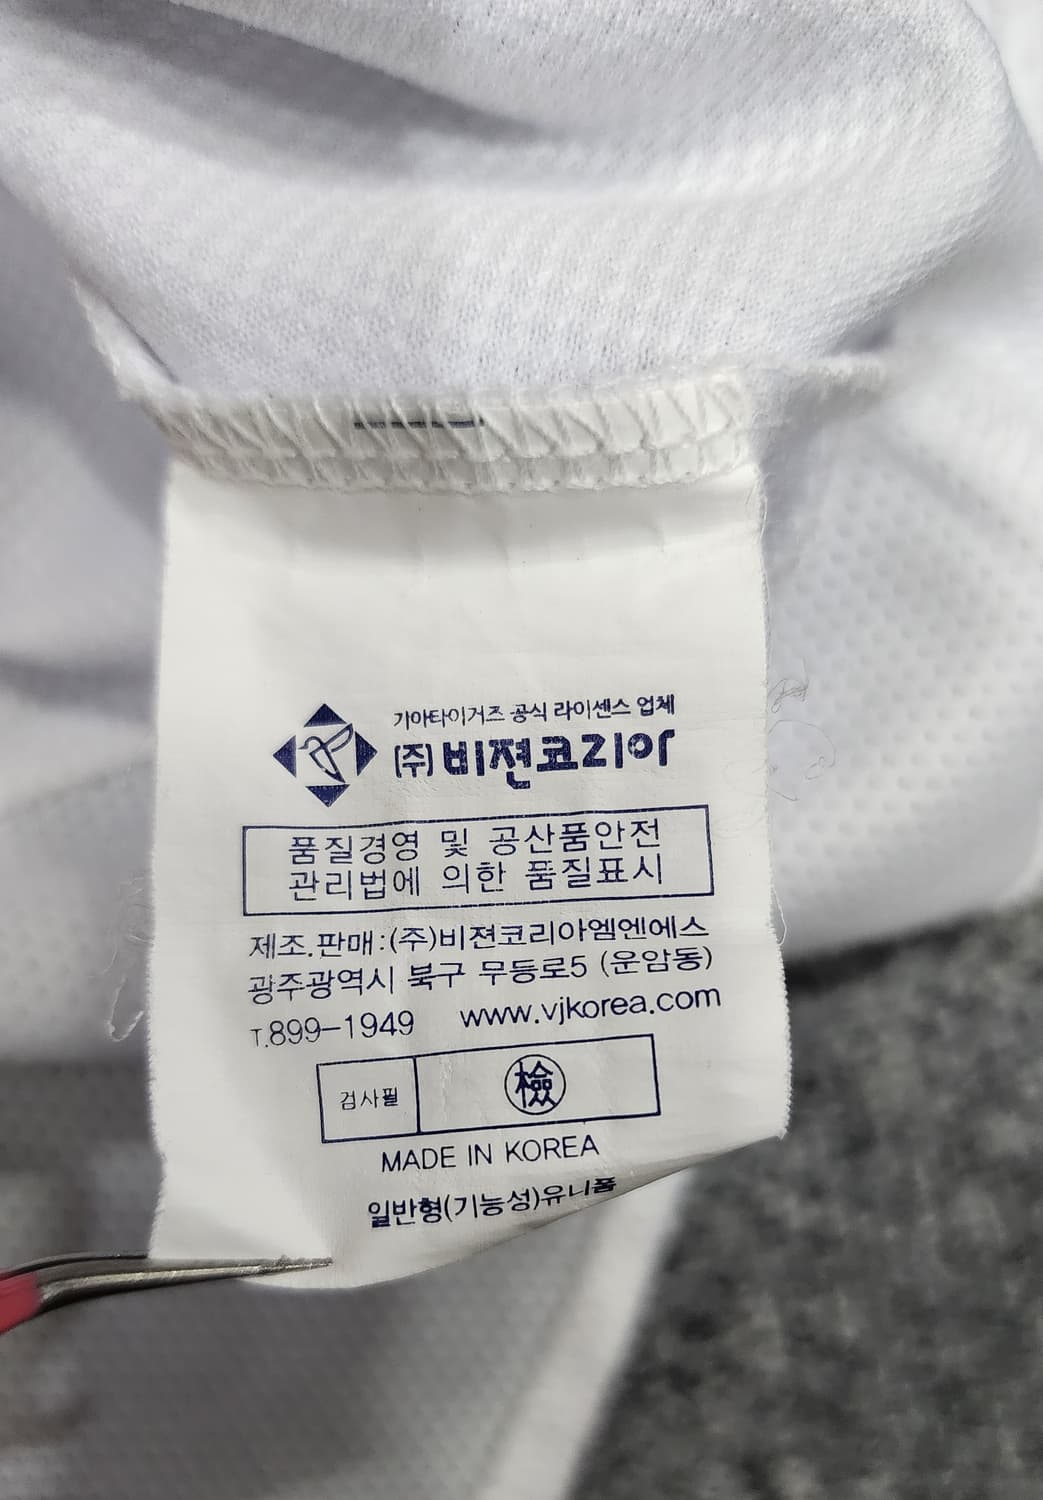 기아타이거즈 공식 라이센스 업체
(주)비젼코리아
품질경영 및 공산품안전
관리법에 의한 품질표시
제조.판매:(주)비젼코리아엠엔에스
광주광역시 북구 무등로5 (운암동)
T.899-1949 www.vjkorea.com
검사필 檢
MADE IN KOREA
일반형(기능성)유니폼